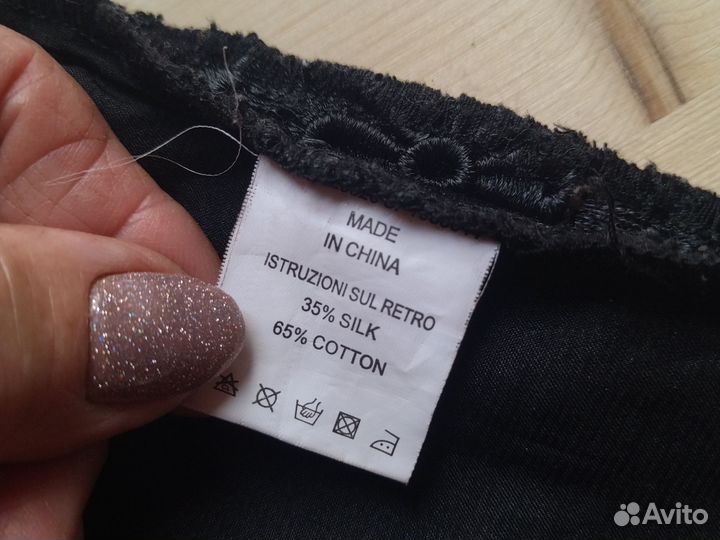 MADE
IN CHINA
ISTRUZIONI SUL RETRO
35% SILK
65% COTTON
Avito